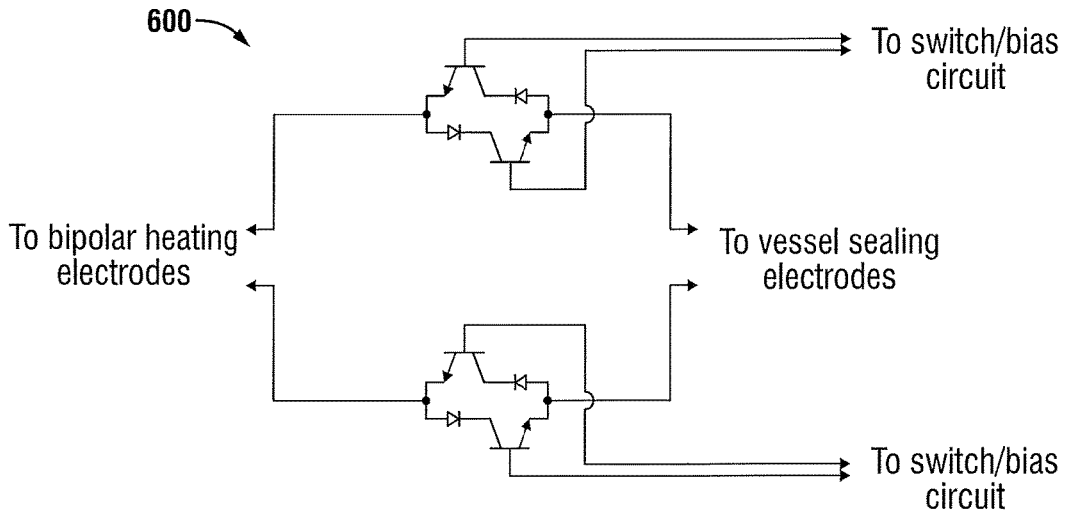 600
To switch/bias
circuit
To bipolar heating
electrodes
To vessel sealing
electrodes
To switch/bias
circuit